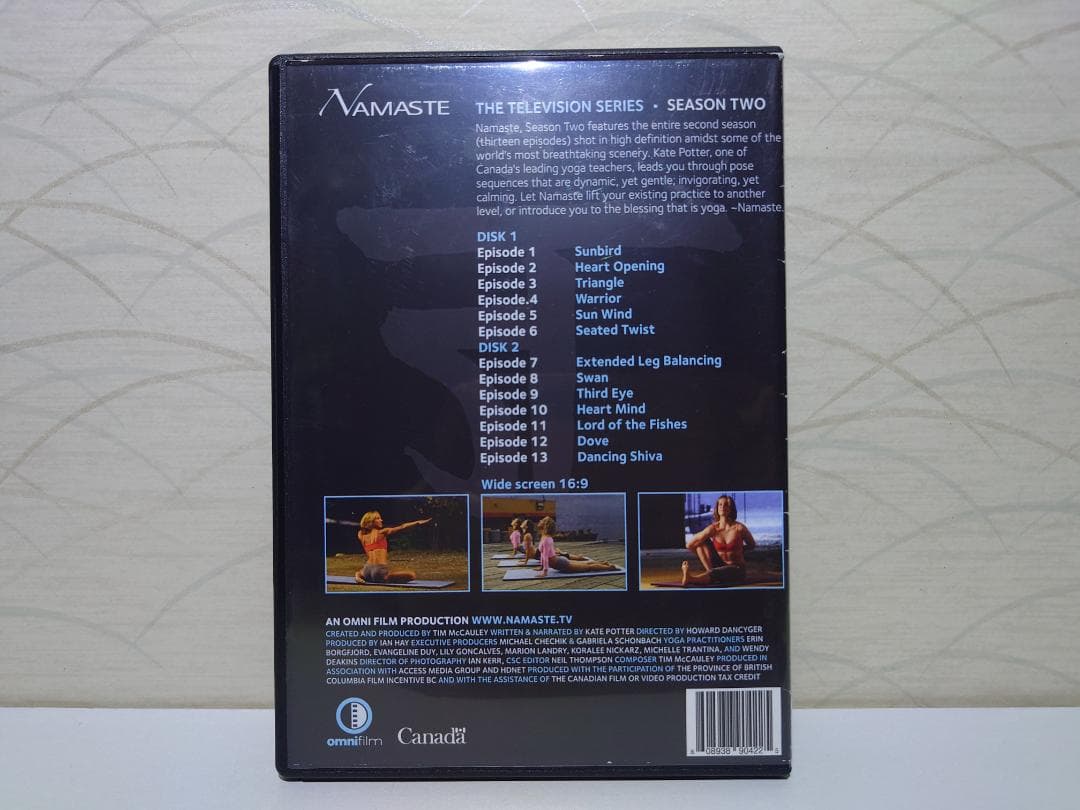 NAMASTE
THE TELEVISION SERIES • SEASON TWO
Namaste, Season Two features the entire second season
(thirteen episodes) shot in high definition amidst some of the
world's most breathtaking scenery. Kate Potter, one of
Canada's leading yoga teachers, leads you through pose
sequences that are dynamic, yet gentle; invigorating, yet
calming. Let Namaste lift your existing practice to another
level, or introduce you to the blessing that is yoga. ~Namaste.
DISK 1
Episode 1 Sunbird
Episode 2 Heart Opening
Episode 3 Triangle
Episode.4 Warrior
Episode 5 Sun Wind
Episode 6 Seated Twist
DISK 2
Episode 7 Extended Leg Balancing
Episode 8 Swan
Episode 9 Third Eye
Episode 10 Heart Mind
Episode 11 Lord of the Fishes
Episode 12 Dove
Episode 13 Dancing Shiva
Wide screen 16:9
AN OMNI FILM PRODUCTION WWW.NAMASTE.TV
CREATED AND PRODUCED BY TIM McCAULEY WRITTEN & NARRATED BY KATE POTTER DIRECTED BY HOWARD DANCYGER
PRODUCED BY IAN HAY EXECUTIVE PRODUCERS MICHAEL CHECHIK & GABRIELA SCHONBACH YOGA PRACTITIONERS ERIN
BORGFJORD, EVANGELINE DUY, LILY GONCALVES, MARION LANDRY, KORALEE NICKARZ, MICHELLE TRANTINA, AND WENDY
DEAKINS DIRECTOR OF PHOTOGRAPHY IAN KERR, CSC EDITOR NEIL THOMPSON COMPOSER TIM McCAULEY PRODUCED IN
ASSOCIATION WITH ACCESS MEDIA GROUP AND HDNET PRODUCED WITH THE PARTICIPATION OF THE PROVINCE OF BRITISH
COLUMBIA FILM INCENTIVE BC AND WITH THE ASSISTANCE OF THE CANADIAN FILM OR VIDEO PRODUCTION TAX CREDIT
omnifilm
Canada
08938 90422